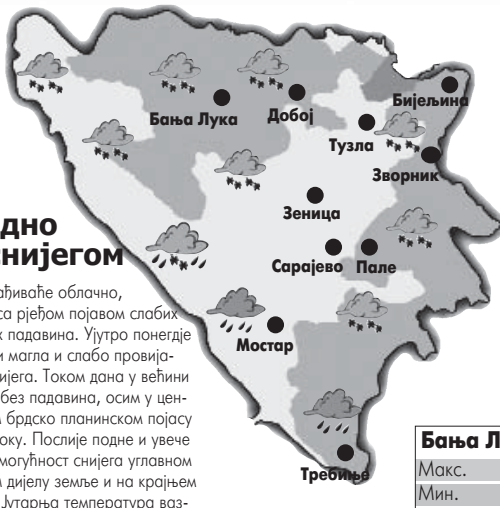 Бања Лука
Добој
Бијељина
Тузла
Зворник
Зеница
Сарајево
Пале
Мостар
Требиње
дно
снијегом
ађиваће облачно,
са рјеђом појавом слабих
х падавина. Ујутро понегдје
и магла и слабо провија-
ијега. Током дана у већини
без падавина, осим у цен-
м брдско планинском појасу
оку. Послије подне и увече
могућност снијега углавном
м дијелу земље и на крајњем
Јутарња температура ваз-
Бања Л
Макс.
Мин.